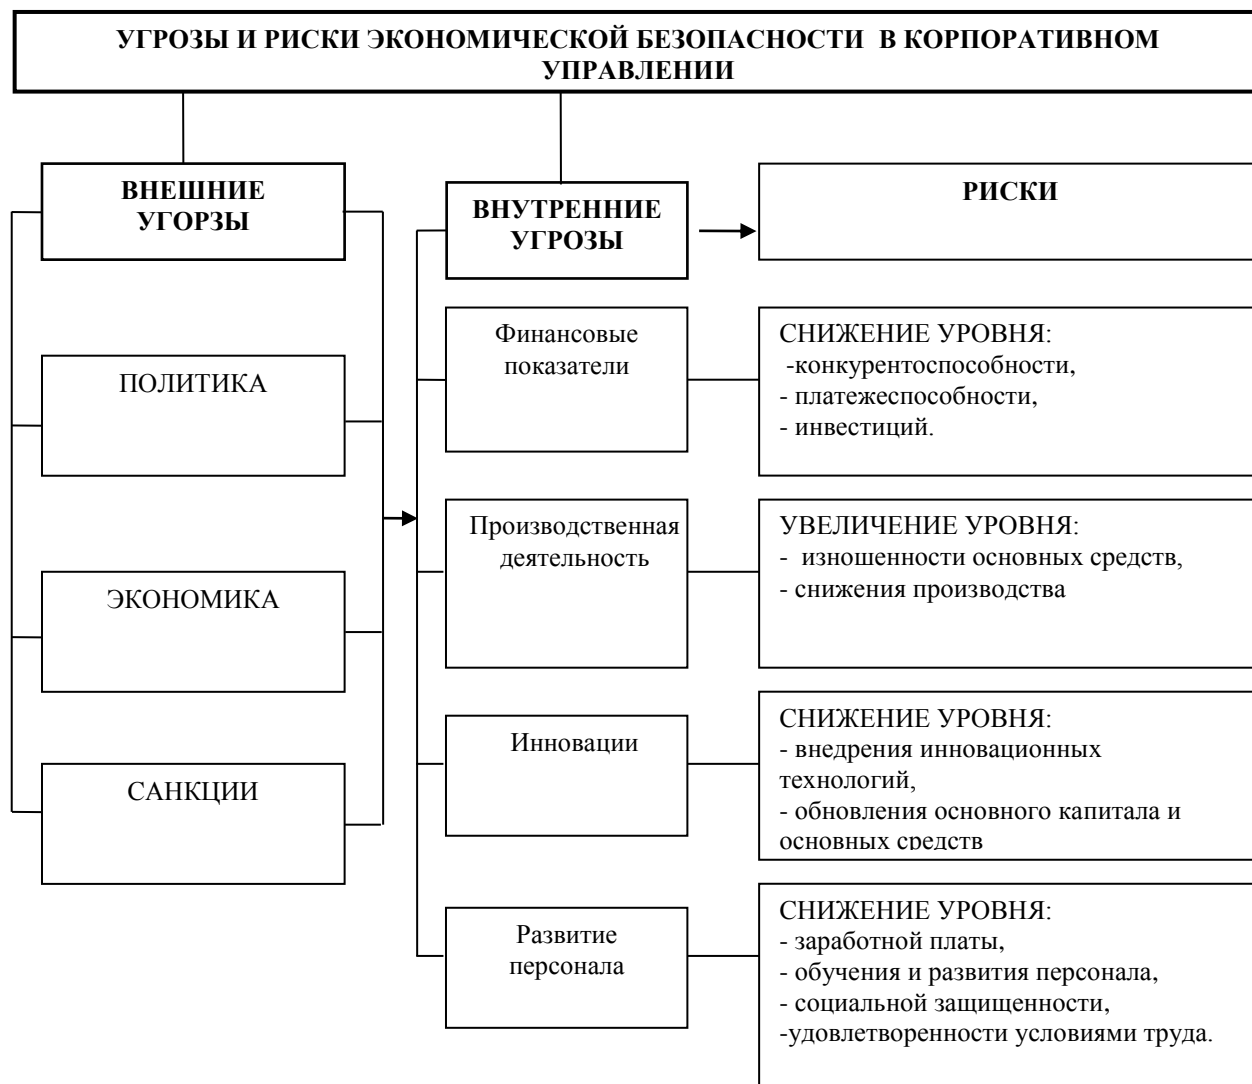 УГРОЗЫ И РИСКИ ЭКОНОМИЧЕСКОЙ БЕЗОПАСНОСТИ В КОРПОРАТИВНОМ
УПРАВЛЕНИИ
ВНЕШНИЕ
УГОРЗЫ
ПОЛИТИКА
ЭКОНОМИКА
САНКЦИИ
ВНУТРЕННИЕ
УГРОЗЫ
РИСКИ
Финансовые
показатели
СНИЖЕНИЕ УРОВНЯ:
-конкурентоспособности,
- платежеспособности,
- инвестиций.
Производственная
деятельность
УВЕЛИЧЕНИЕ УРОВНЯ:
- изношенности основных средств,
- снижения производства
Инновации
СНИЖЕНИЕ УРОВНЯ:
- внедрения инновационных
технологий,
- обновления основного капитала и
основных средств
Развитие
персонала
СНИЖЕНИЕ УРОВНЯ:
- заработной платы,
- обучения и развития персонала,
- социальной защищенности,
-удовлетворенности условиями труда.